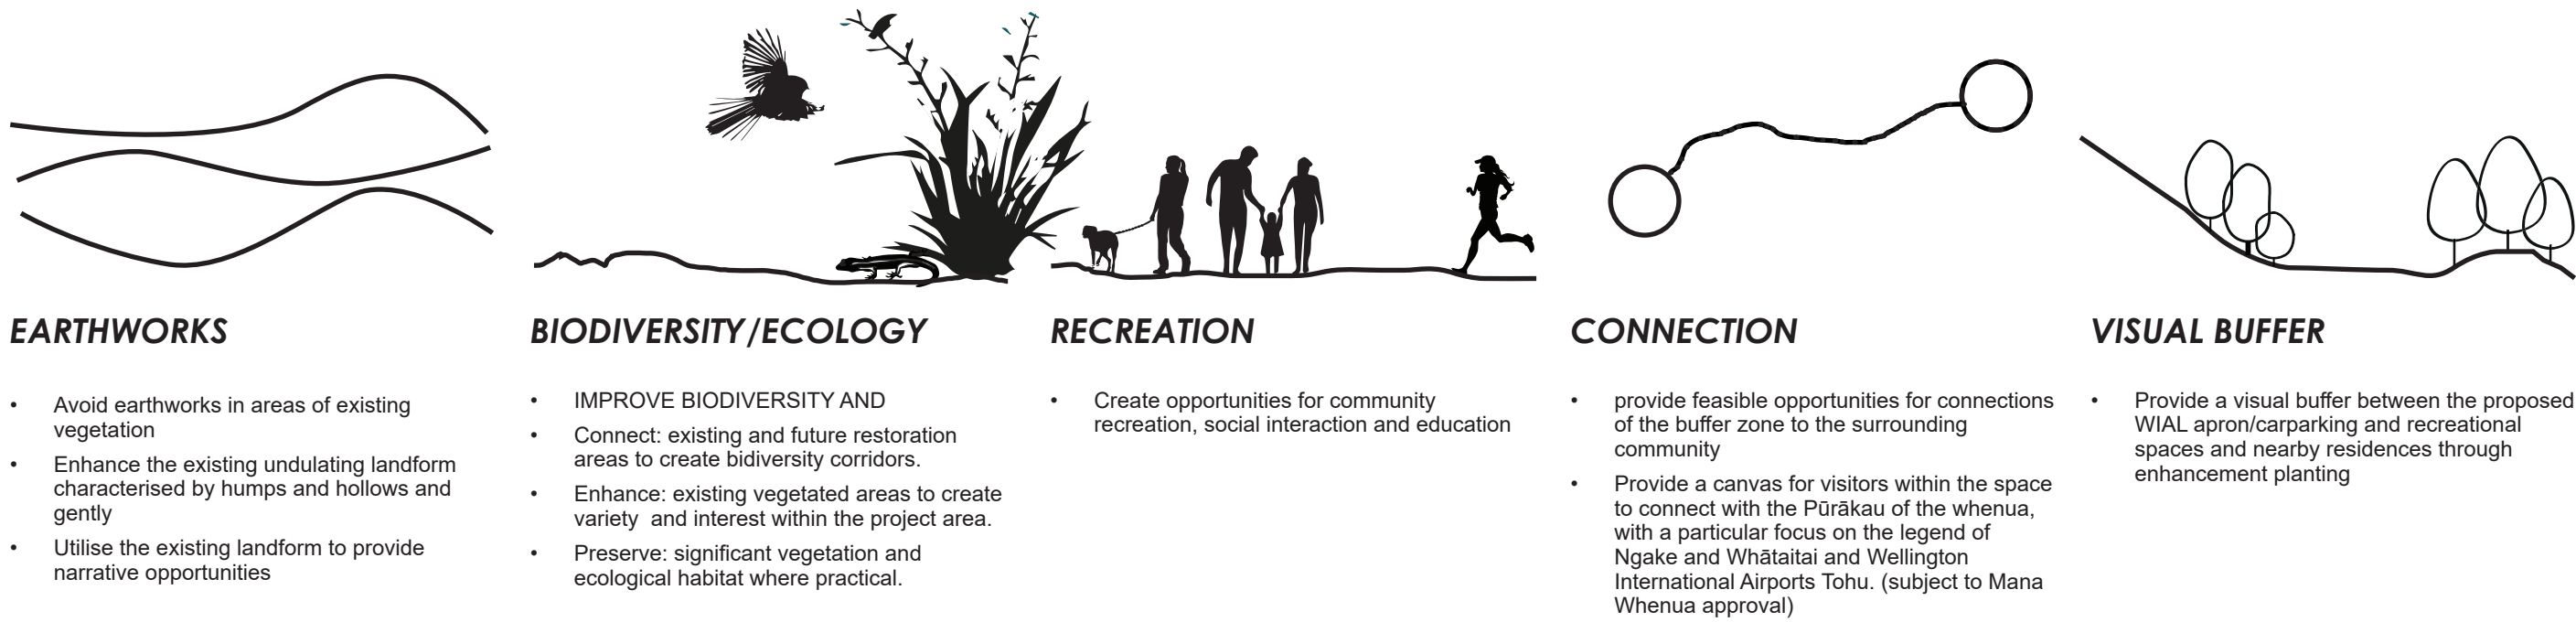 EARTHWORKS
• Avoid earthworks in areas of existing
vegetation
• Enhance the existing undulating landform
characterised by humps and hollows and
gently
• Utilise the existing landform to provide
narrative opportunities
BIODIVERSITY/ECOLOGY
• IMPROVE BIODIVERSITY AND
• Connect: existing and future restoration
areas to create bidiversity corridors.
• Enhance: existing vegetated areas to create
variety  and interest within the project area.
• Preserve: significant vegetation and
ecological habitat where practical.
RECREATION
• Create opportunities for community
recreation, social interaction and education
CONNECTION
• provide feasible opportunities for connections
of the buffer zone to the surrounding
community
• Provide a canvas for visitors within the space
to connect with the Pūrākau of the whenua,
with a particular focus on the legend of
Ngake and Whātaitai and Wellington
International Airports Tohu. (subject to Mana
Whenua approval)
VISUAL BUFFER
• Provide a visual buffer between the proposed
WIAL apron/carparking and recreational
spaces and nearby residences through
enhancement planting